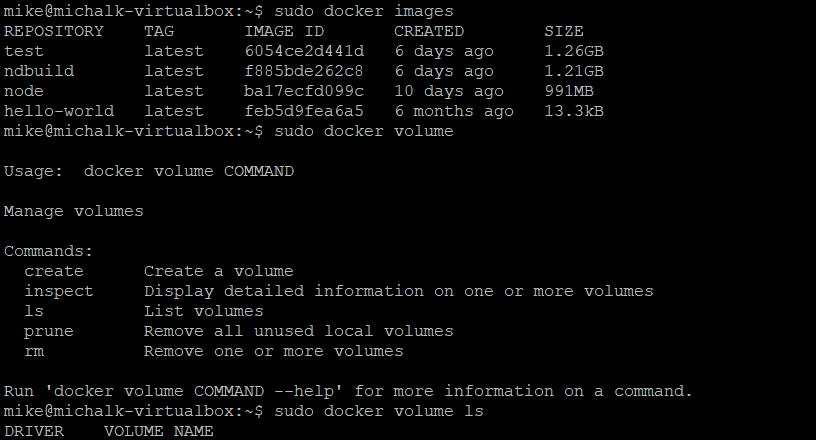 mike@michalk-virtualbox:~$ sudo docker images
REPOSITORY    TAG       IMAGE ID       CREATED        SIZE
test          latest    6054ce2d441d   6 days ago     1.26GB
ndbuild       latest    f885bde262c8   6 days ago     1.21GB
node          latest    ba17ecfd099c   10 days ago    991MB
hello-world   latest    feb5d9fea6a5   6 months ago   13.3kB
mike@michalk-virtualbox:~$ sudo docker volume
Usage:  docker volume COMMAND
Manage volumes
Commands:
  create      Create a volume
  inspect     Display detailed information on one or more volumes
  ls          List volumes
  prune       Remove all unused local volumes
  rm          Remove one or more volumes
Run 'docker volume COMMAND --help' for more information on a command.
mike@michalk-virtualbox:~$ sudo docker volume ls
DRIVER    VOLUME NAME